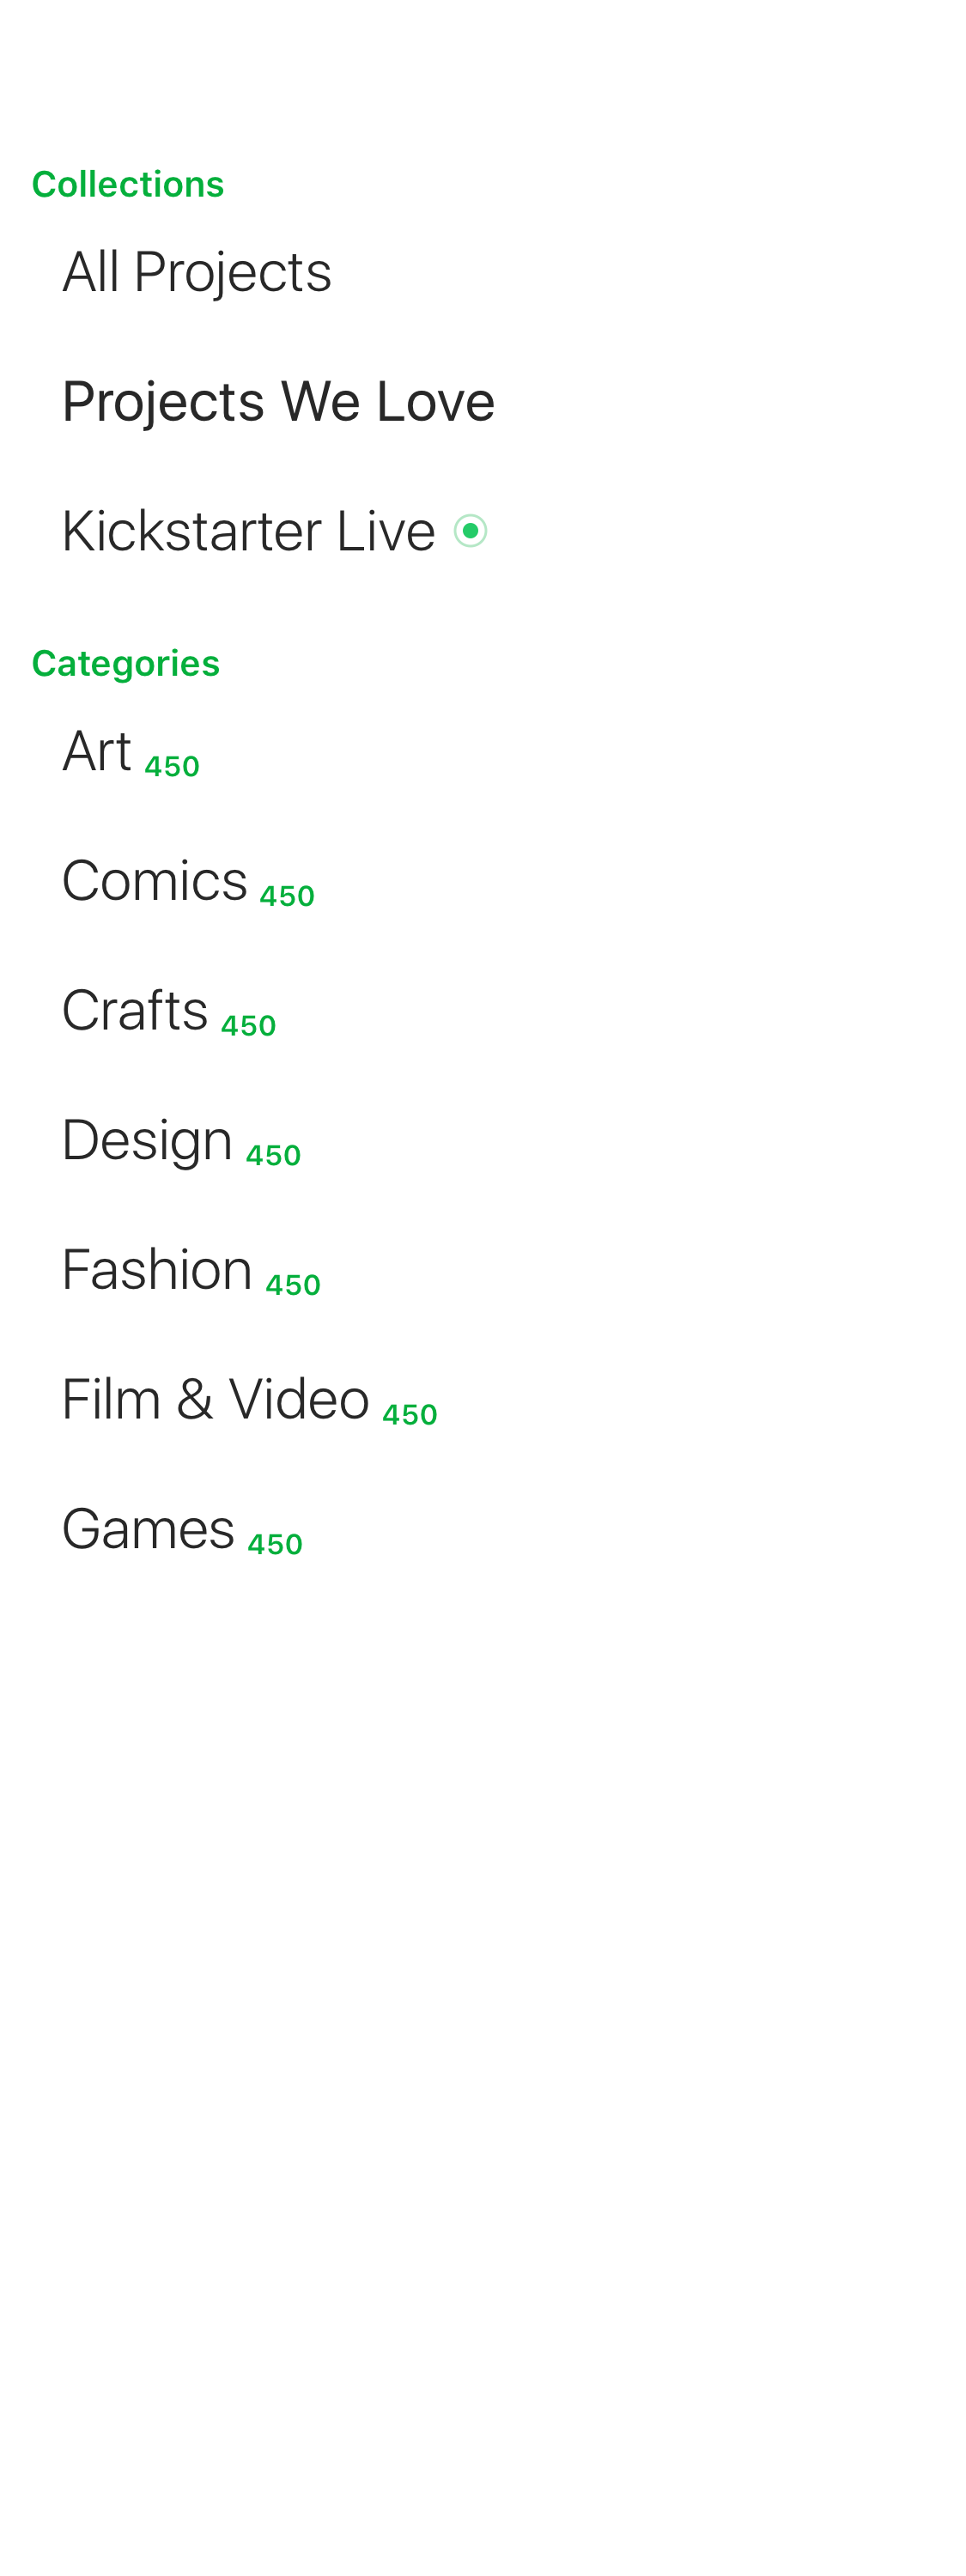 Collections
All Projects
Projects We Love
Kickstarter Live
Categories
Art 450
Comics 450
Crafts 450
Design 450
Fashion 450
Film & Video 450
Games 450